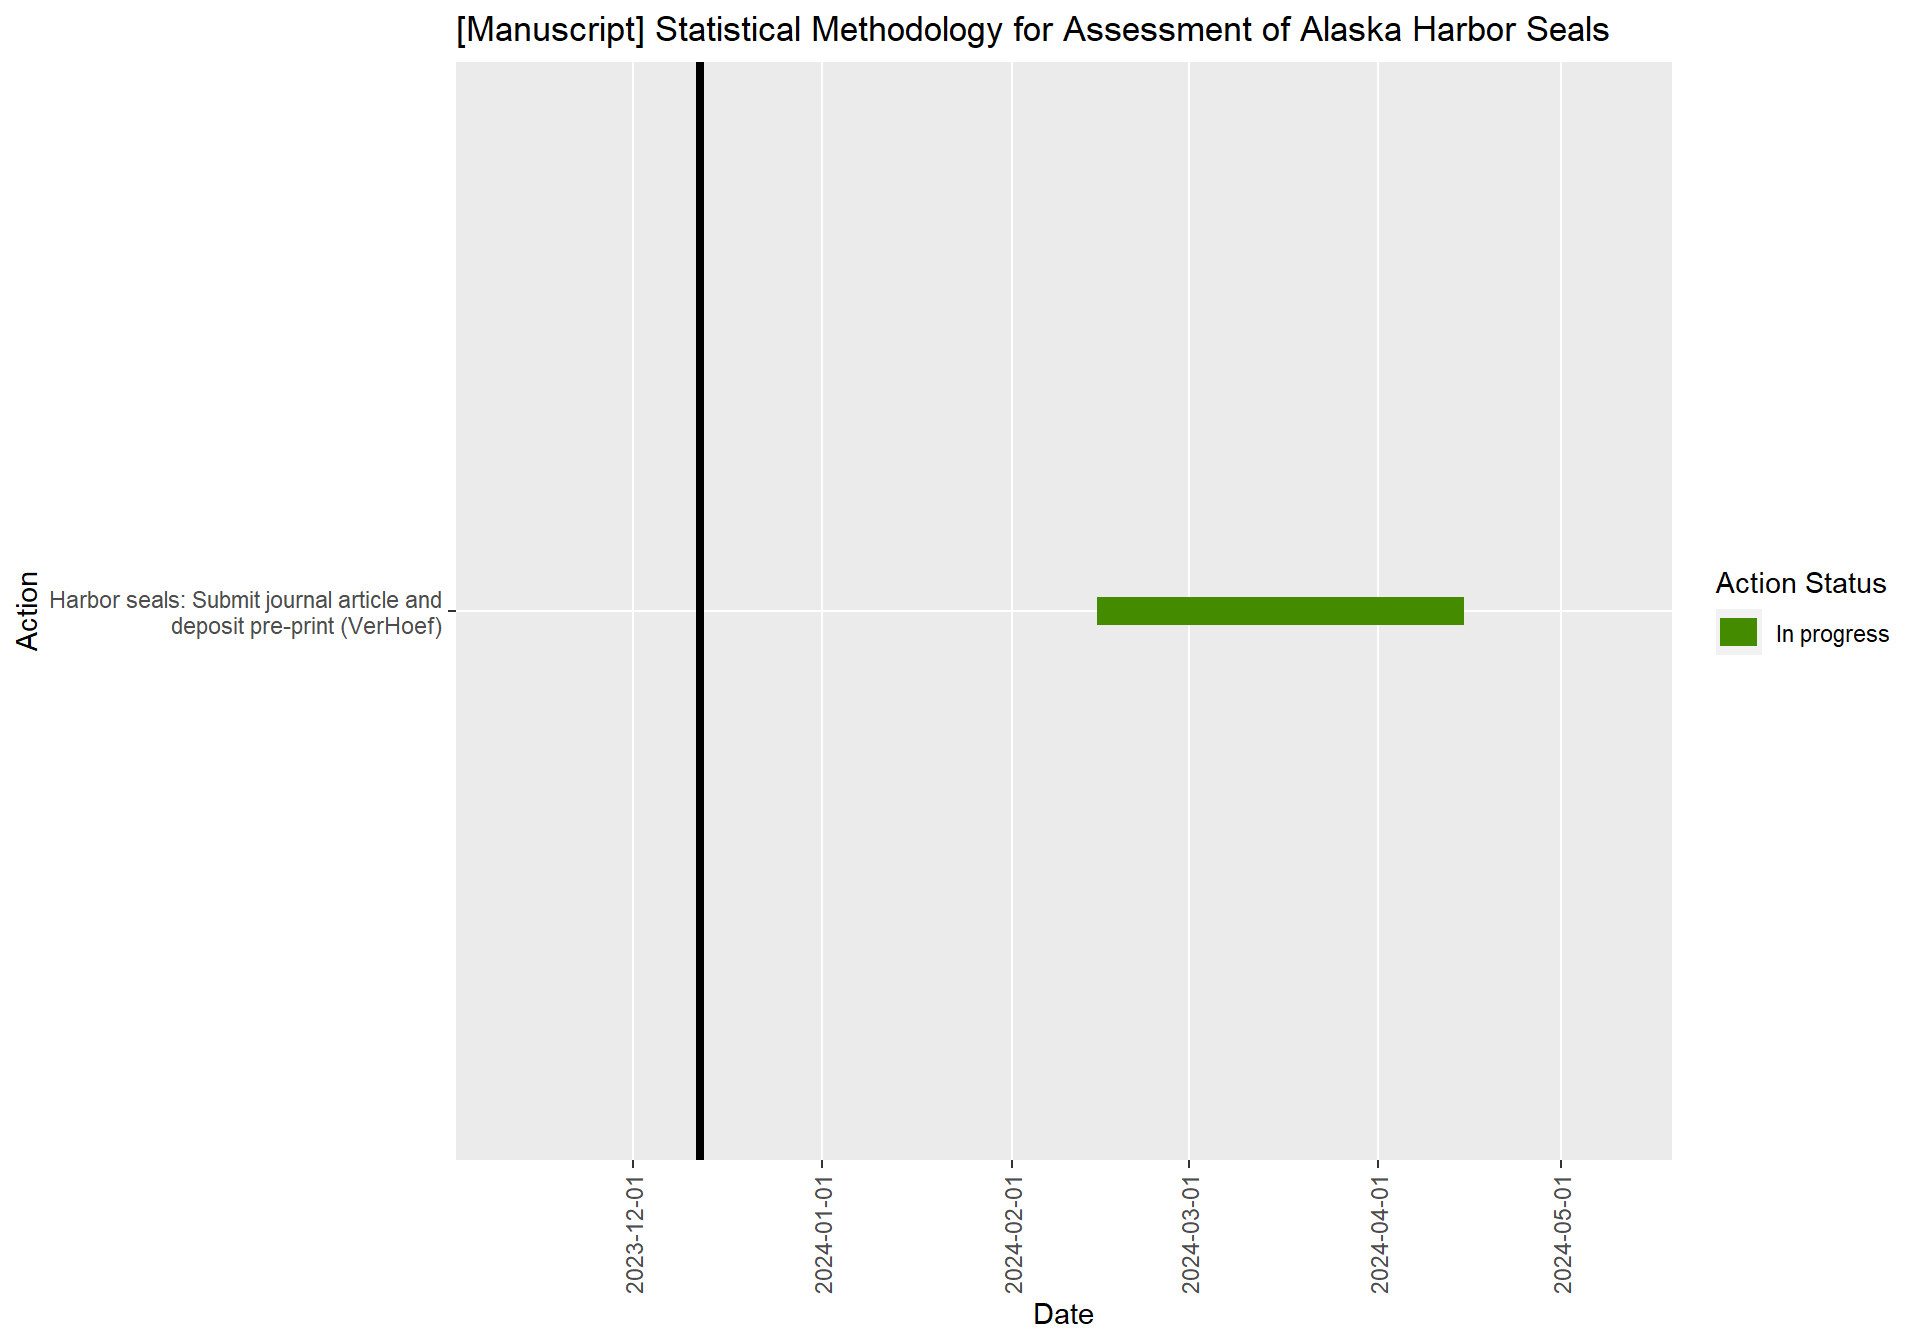 [Manuscript] Statistical Methodology for Assessment of Alaska Harbor Seals
Action
Harbor seals: Submit journal article and
deposit pre-print (VerHoef)
Action Status
In progress
2023-12-01
2024-01-01
2024-02-01
2024-03-01
2024-04-01
2024-05-01
Date